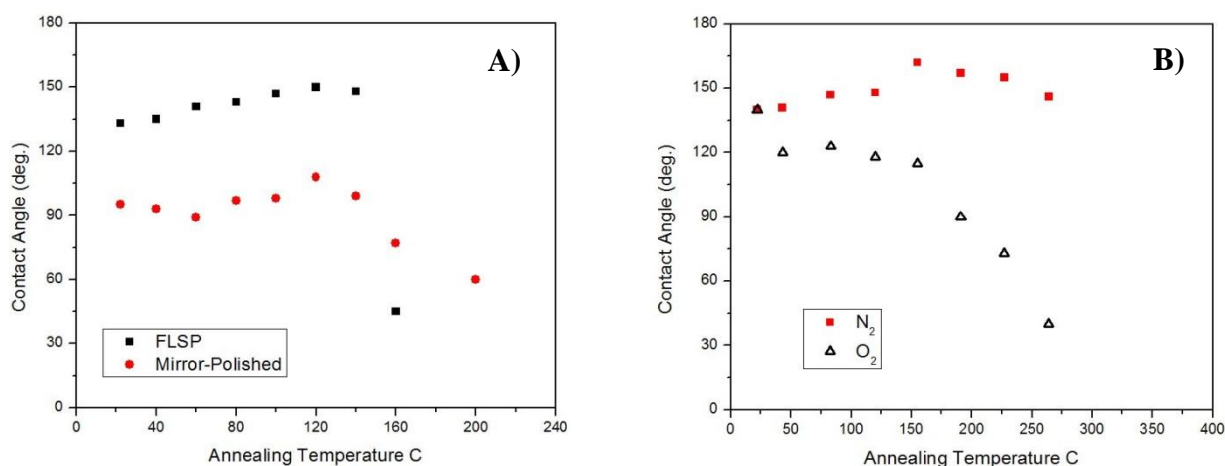 A)
180
150
120
90
60
30
0
Contact Angle (deg.)
FLSP
Mirror-Polished
0 40 80 120 160 200 240
Annealing Temperature C
B)
180
150
120
90
60
30
0
Contact Angle (deg.)
N₂
O₂
0 50 100 150 200 250 300 350 400
Annealing Temperature C